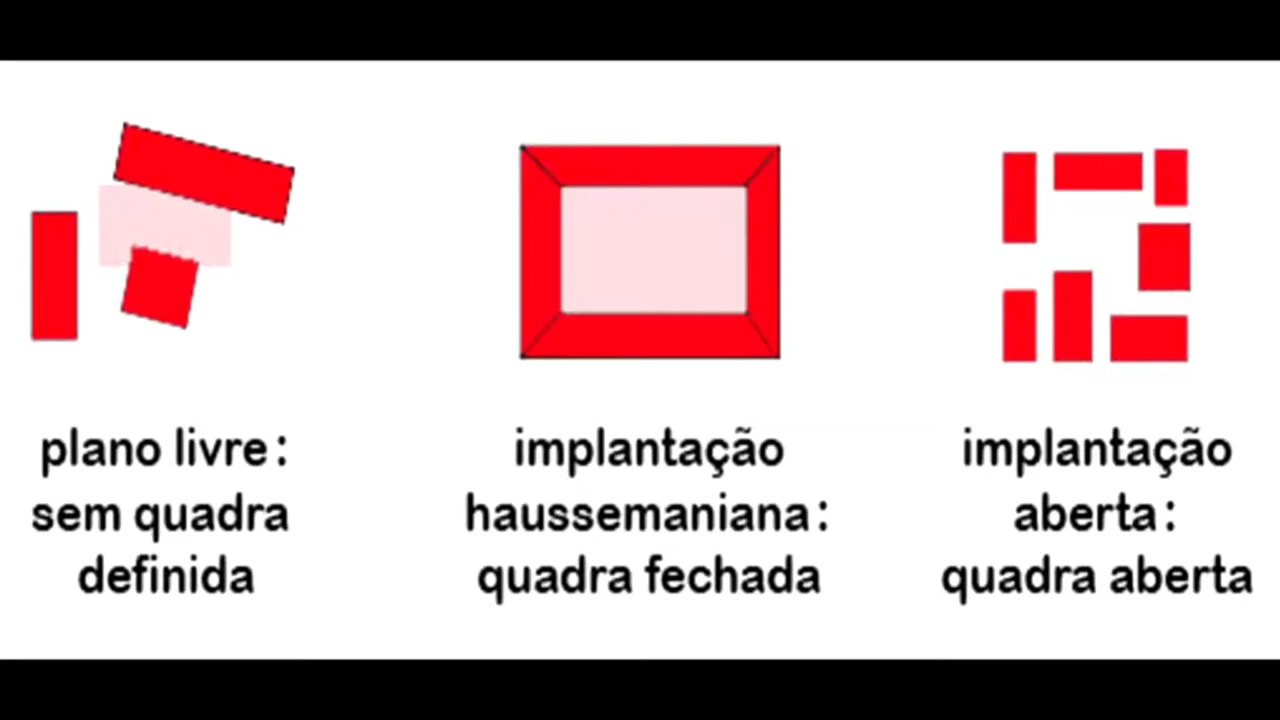 plano livre:
sem quadra
definida
implantação
haussemaniana:
quadra fechada
implantação
aberta:
quadra aberta